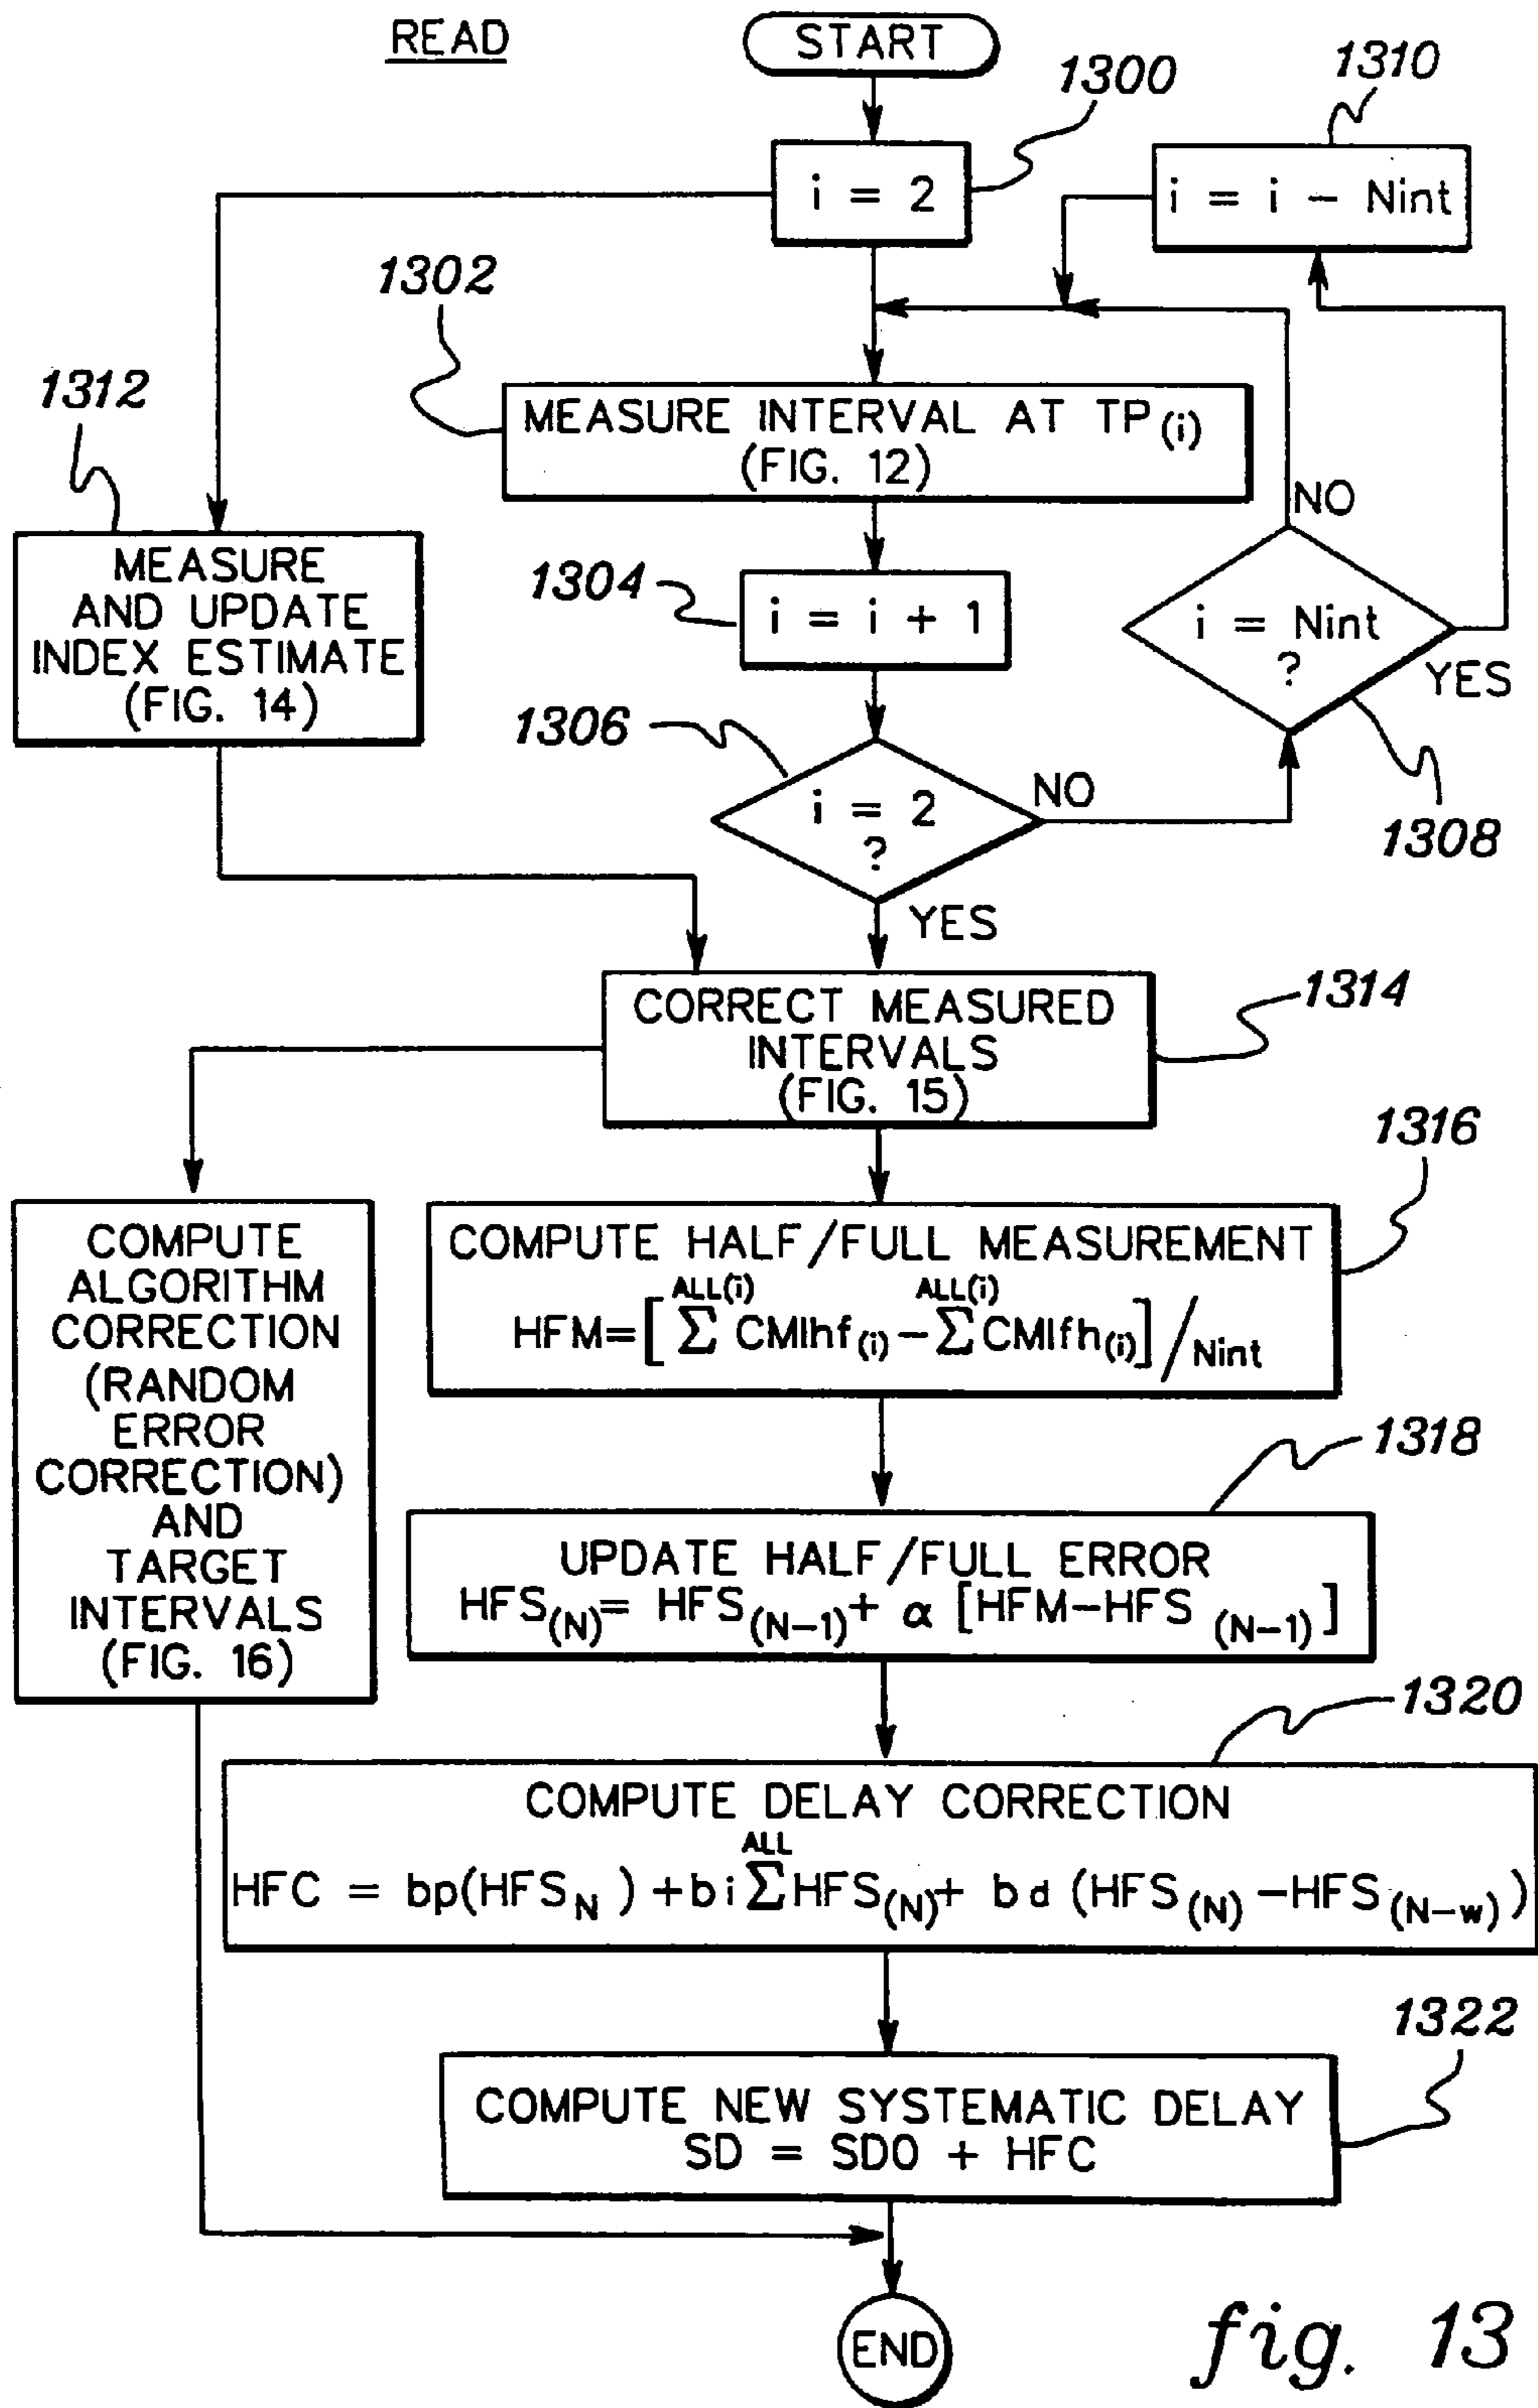 READ
START
1300
1310
i = 2
i = i - Nint
1302
1312
MEASURE INTERVAL AT TP(i)
(FIG. 12)
NO
MEASURE
AND UPDATE
INDEX ESTIMATE
(FIG. 14)
1304
i = i + 1
i = Nint
?
YES
1306
i = 2
?
NO
1308
YES
CORRECT MEASURED
INTERVALS
(FIG. 15)
1314
1316
COMPUTE
ALGORITHM
CORRECTION
(RANDOM
ERROR
CORRECTION)
AND
TARGET
INTERVALS
(FIG. 16)
COMPUTE HALF/FULL MEASUREMENT
ALL(i) ALL(i)
HFM=[ Σ CMIhf(i) - Σ CMIfh(i)] /Nint
1318
UPDATE HALF/FULL ERROR
HFS(N)= HFS(N-1)+ α [HFM-HFS (N-1)]
1320
COMPUTE DELAY CORRECTION
ALL
HFC = bp(HFSN) +bi Σ HFS(N)+ bd (HFS(N) -HFS(N-w))
1322
COMPUTE NEW SYSTEMATIC DELAY
SD = SDO + HFC
END
fig. 13